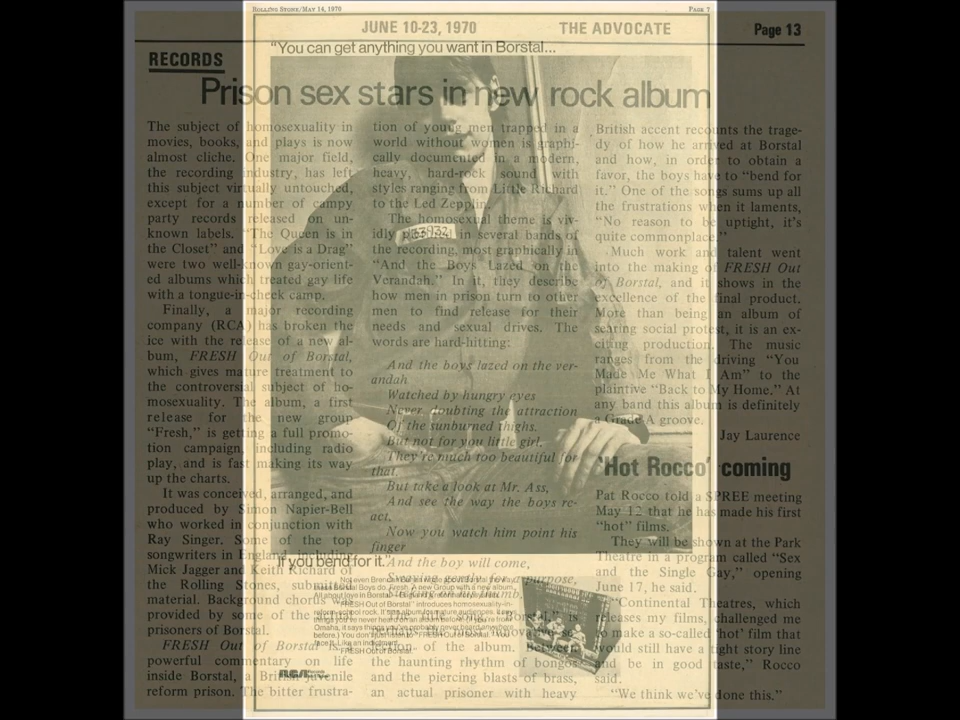 ROLLING STONE/MAY 14, 1970
PAGE 7
JUNE 10-23, 1970
THE ADVOCATE
Page 13
"You can get anything you want in Borstal...
RECORDS
Prison sex stars in new rock album
The subject of homosexuality in
movies, books, and plays is now
almost cliche. One major field,
the recording industry, has left
this subject virtually untouched,
except for a number of campy
party records released on un-
known labels. "The Queen is in
the Closet" and "Love is a Drag"
were two well-known gay-orient-
ed albums which treated gay life
with a tongue-in-cheek camp.
Finally, a major recording
company (RCA) has broken the
ice with the release of a new al-
bum, FRESH Out of Borstal,
which gives mature treatment to
the controversial subject of ho-
mosexuality. The album, a first
release for the new group
"Fresh," is getting a full promo-
tion campaign, including radio
play, and is fast making its way
up the charts.
It was conceived, arranged, and
produced by Simon Napier-Bell
who worked in conjunction with
Ray Singer. Some of the top
songwriters in England, including
Mick Jagger and Keith Richard of
the Rolling Stones, submitted
material. Background chorus was
provided by some of the
prisoners of Borstal.
FRESH Out of Borstal is a
powerful commentary on life
inside Borstal, a British juvenile
reform prison. The bitter frustra-
tion of young men trapped in a
world without women is graphi-
cally documented in a modern,
heavy, hard-rock sound with
styles ranging from Little Richard
to the Led Zepplin.
The homosexual theme is viv-
idly in several bands of
the recording, most graphically in
"And the Boys Lazed on the
Verandah." In it, they describe
how men in prison turn to other
men to find release for their
needs and sexual drives. The
words are hard-hitting:
And the boys lazed on the ver-
andah
Watched by hungry eyes
Never doubting the attraction
Of the sunburned thighs.
But not for you little girl,
They're much too beautiful for
that.
But take a look at Mr. Ass,
And see the way the boys re-
act,
Now you watch him point his
finger
And the boy will come,
purpose,
thumb.
of the album. Between
the haunting rhythm of bongos
and the piercing blasts of brass,
an actual prisoner with heavy
British accent recounts the trage-
dy of how he arrived at Borstal
and how, in order to obtain a
favor, the boys have to "bend for
it." One of the songs sums up all
the frustrations when it laments,
"No reason to be uptight, it's
quite commonplace."
Much work and talent went
into the making of FRESH Out
of Borstal, and it shows in the
excellence of the final product.
More than being an album of
searing social protest, it is an ex-
citing production. The music
ranges from the driving "You
Made Me What I Am" to the
plaintive "Back to My Home." At
any band this album is definitely
a Grade A groove.
Jay Laurence
'Hot Rocco' coming
Pat Rocco told a SPREE meeting
May 12 that he has made his first
"hot" films.
They will be shown at the Park
Theatre in a program called "Sex
and the Single Gay," opening
June 17, he said.
"Continental Theatres, which
releases my films, challenged me
to make a so-called 'hot' film that
would still have a tight story line
and be in good taste," Rocco
said.
"We think we've done this."
If you bend for it."
RCA